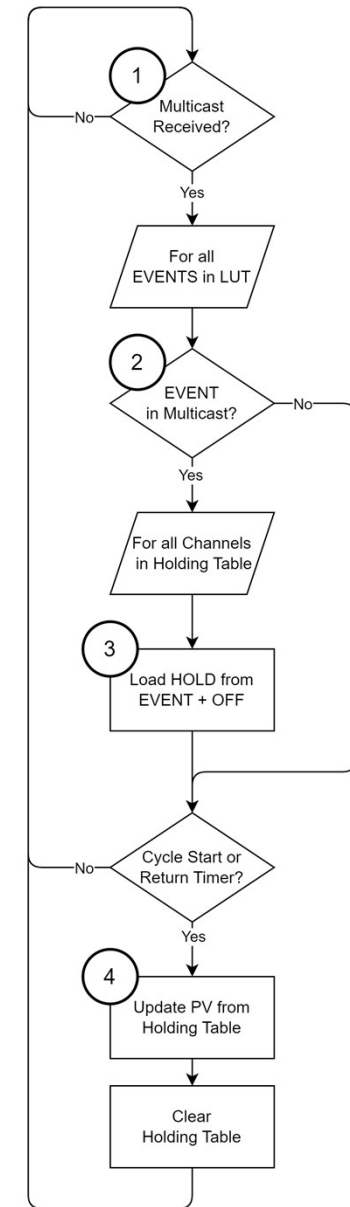 1
Multicast
Received?
No
Yes
For all
EVENTS in LUT
2
EVENT
in Multicast?
No
Yes
For all Channels
in Holding Table
3
Load HOLD from
EVENT + OFF
Cycle Start or
Return Timer?
No
Yes
4
Update PV from
Holding Table
Clear
Holding Table